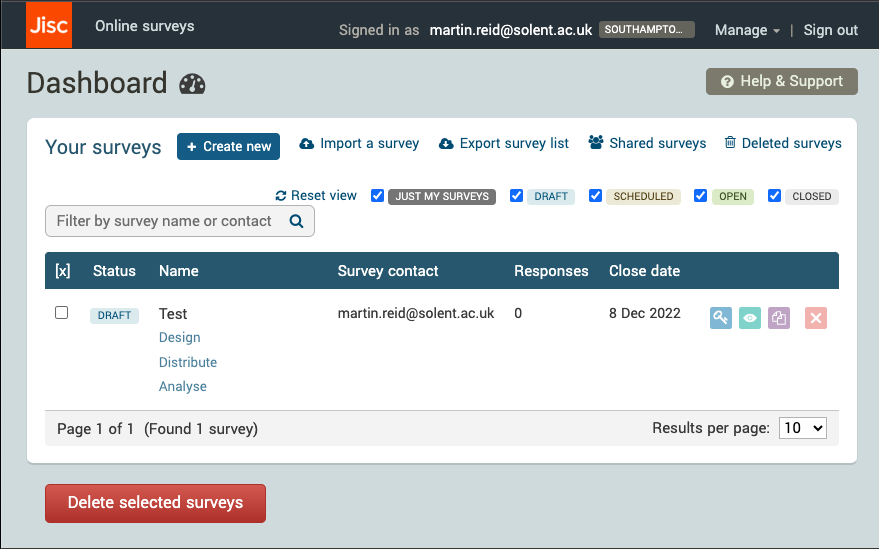 Jisc Online surveys Signed in as martin.reid@solent.ac.uk SOUTHAMPTO... Manage | Sign out
Dashboard Help & Support
Your surveys + Create new Import a survey Export survey list Shared surveys Deleted surveys
Reset view JUST MY SURVEYS DRAFT SCHEDULED OPEN CLOSED
Filter by survey name or contact
[x] Status Name Survey contact Responses Close date
DRAFT Test martin.reid@solent.ac.uk 0 8 Dec 2022
Design
Distribute
Analyse
Page 1 of 1 (Found 1 survey) Results per page: 10
Delete selected surveys